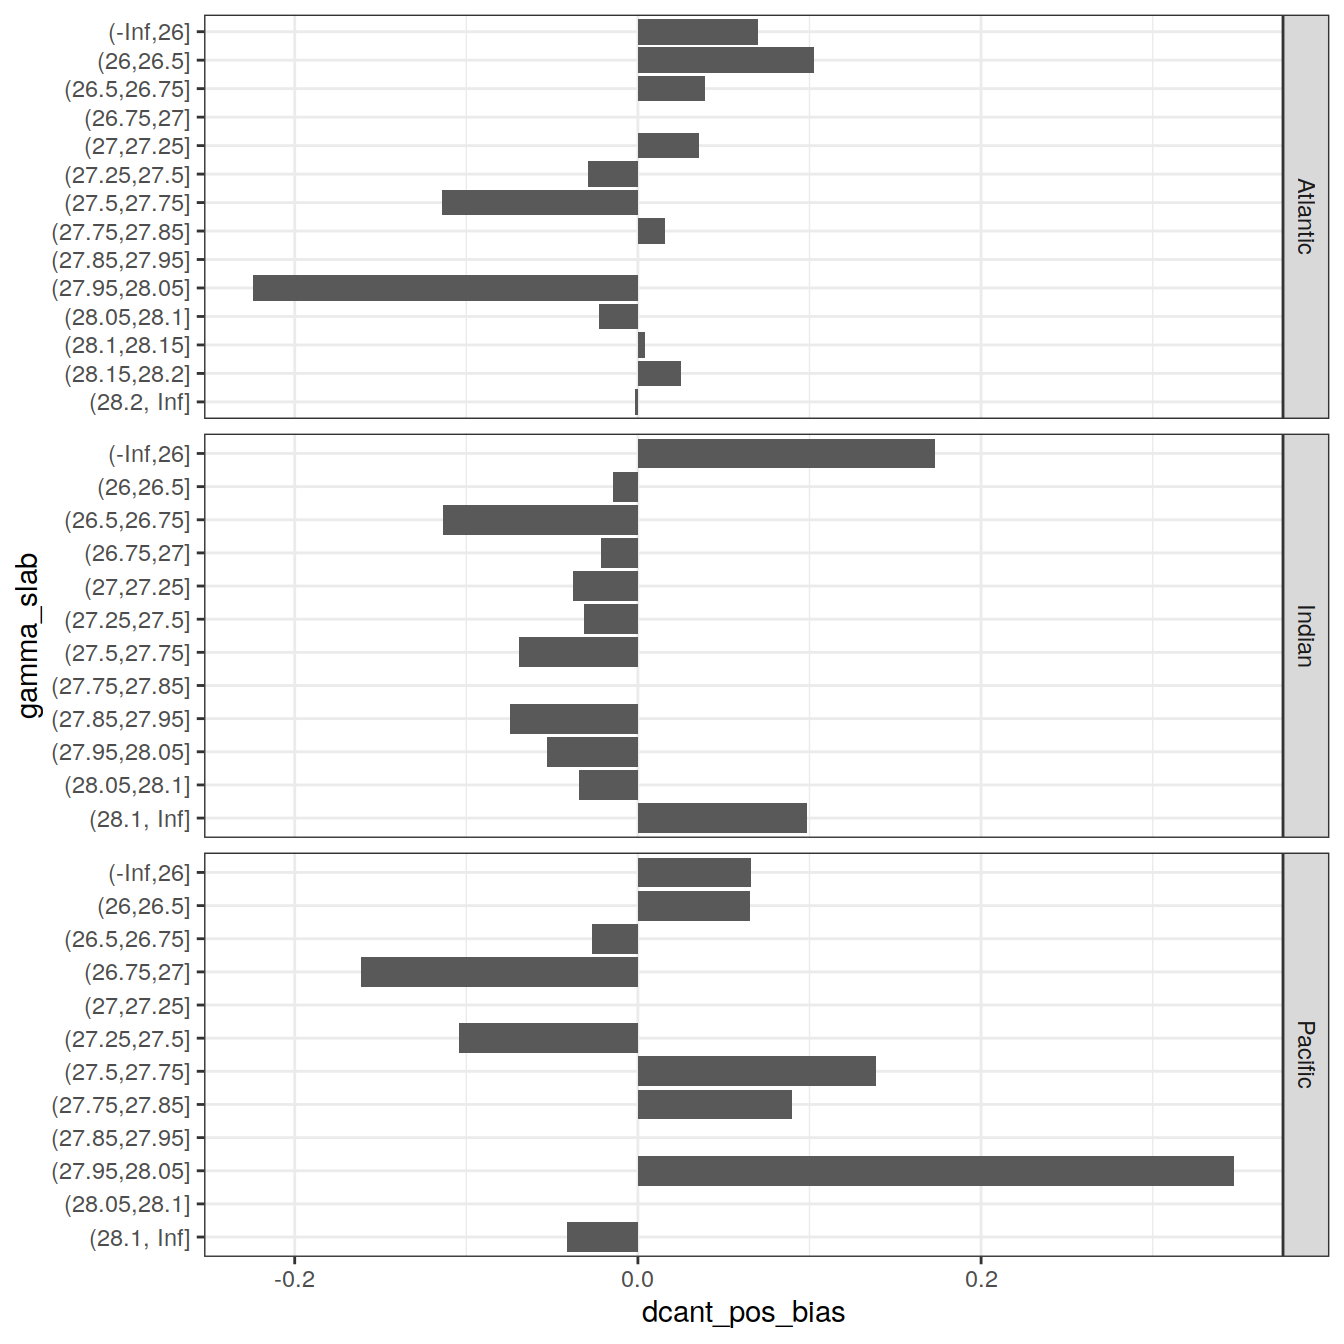 (-Inf,26]
(26,26.5]
(26.5,26.75]
(26.75,27]
(27,27.25]
(27.25,27.5]
(27.5,27.75]
(27.75,27.85]
(27.85,27.95]
(27.95,28.05]
(28.05,28.1]
(28.1,28.15]
(28.15,28.2]
(28.2, Inf]
Atlantic
(-Inf,26]
(26,26.5]
(26.5,26.75]
(26.75,27]
(27,27.25]
(27.25,27.5]
(27.5,27.75]
(27.75,27.85]
(27.85,27.95]
(27.95,28.05]
(28.05,28.1]
(28.1, Inf]
Indian
gamma_slab
(-Inf,26]
(26,26.5]
(26.5,26.75]
(26.75,27]
(27,27.25]
(27.25,27.5]
(27.5,27.75]
(27.75,27.85]
(27.85,27.95]
(27.95,28.05]
(28.05,28.1]
(28.1, Inf]
Pacific
-0.2 0.0 0.2
dcant_pos_bias